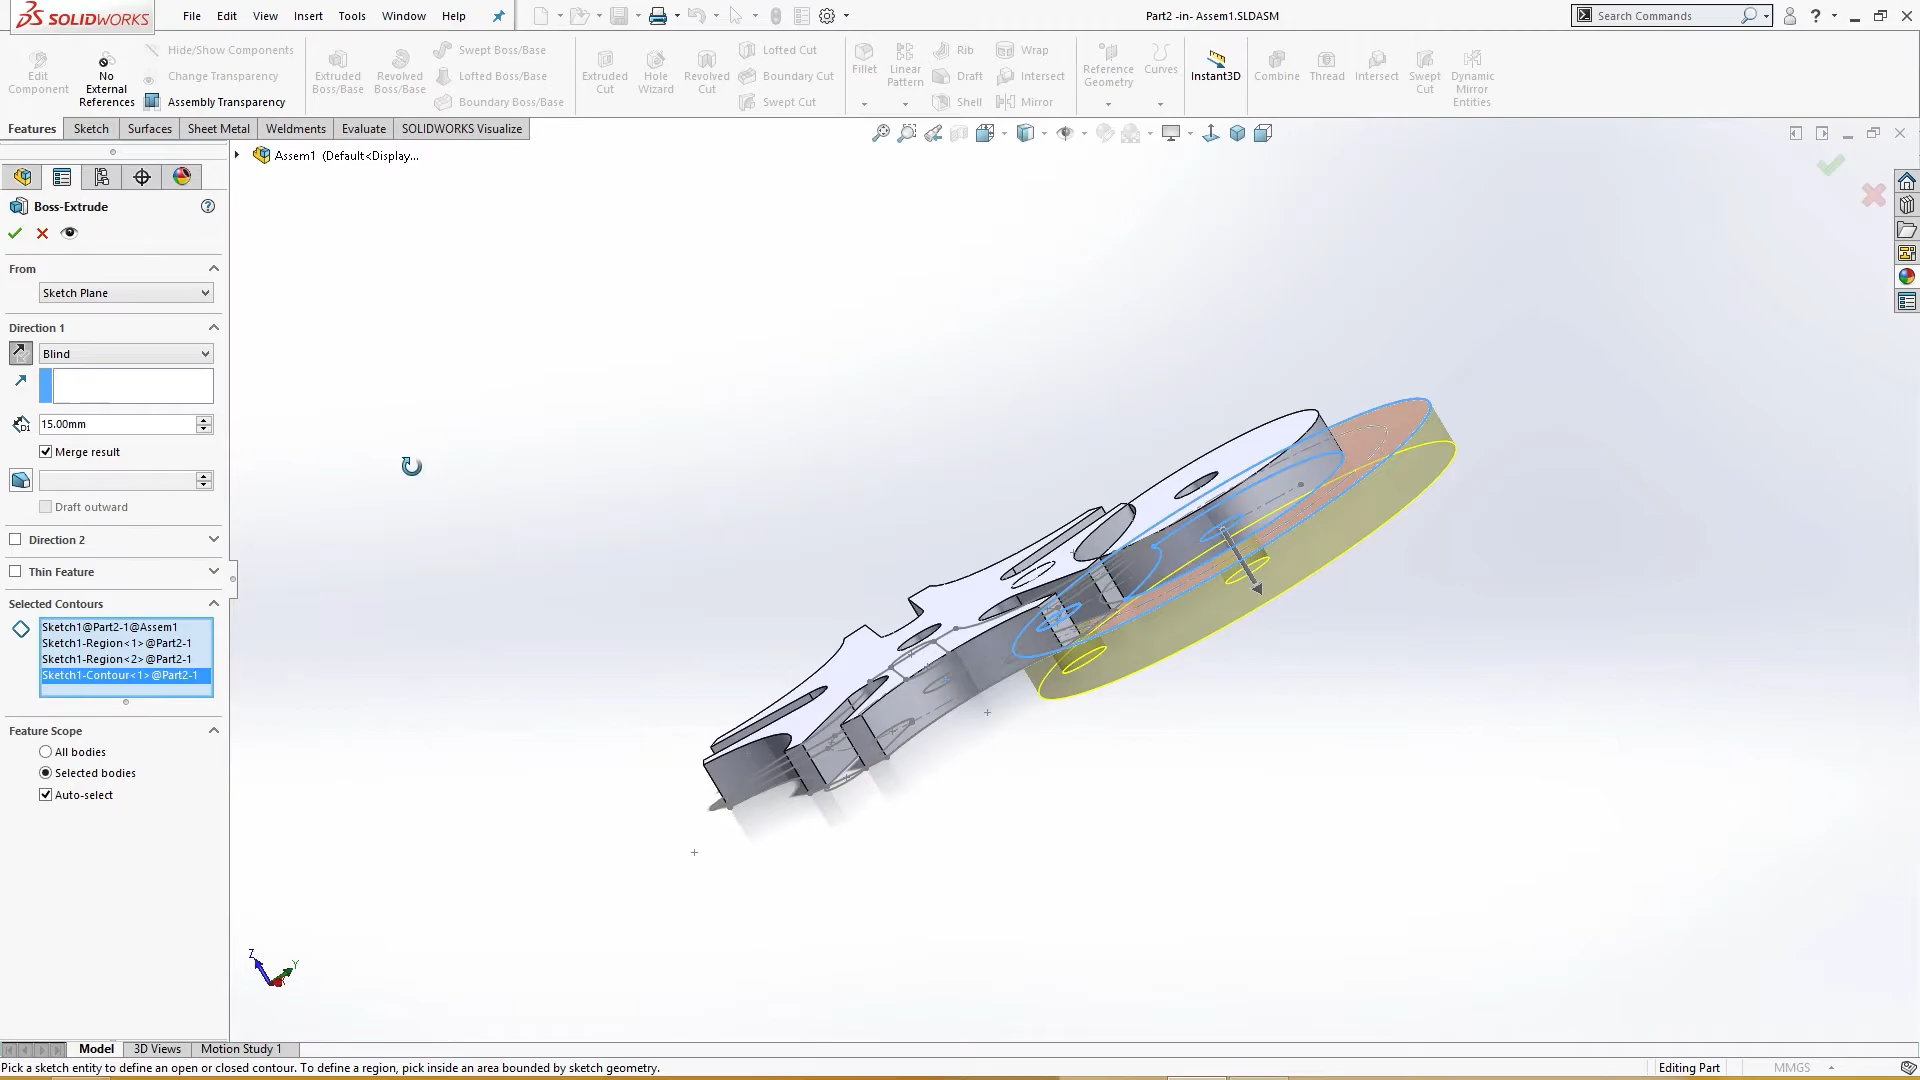 SOLIDWORKS File Edit View Insert Tools Window Help Part2 -in- Assem1.SLDASM Search Commands
Edit Component
No External References
Hide/Show Components
Change Transparency
Assembly Transparency
Extruded Boss/Base
Revolved Boss/Base
Swept Boss/Base
Lofted Boss/Base
Boundary Boss/Base
Extruded Cut
Hole Wizard
Revolved Cut
Lofted Cut
Boundary Cut
Swept Cut
Fillet
Linear Pattern
Rib
Draft
Shell
Wrap
Intersect
Mirror
Reference Geometry
Curves
Instant3D
Combine
Thread
Intersect
Swept Cut
Dynamic Mirror Entities
Features Sketch Surfaces Sheet Metal Weldments Evaluate SOLIDWORKS Visualize
Assem1 (Default<Display...
Boss-Extrude
From
Sketch Plane
Direction 1
Blind
D1
15.00mm
Merge result
Draft outward
Direction 2
Thin Feature
Selected Contours
Sketch1@Part2-1@Assem1
Sketch1-Region<1>@Part2-1
Sketch1-Region<2>@Part2-1
Sketch1-Contour<1>@Part2-1
Feature Scope
All bodies
Selected bodies
Auto-select
Z
Y
Model 3D Views Motion Study 1
Pick a sketch entity to define an open or closed contour. To define a region, pick inside an area bounded by sketch geometry. Editing Part MMGS